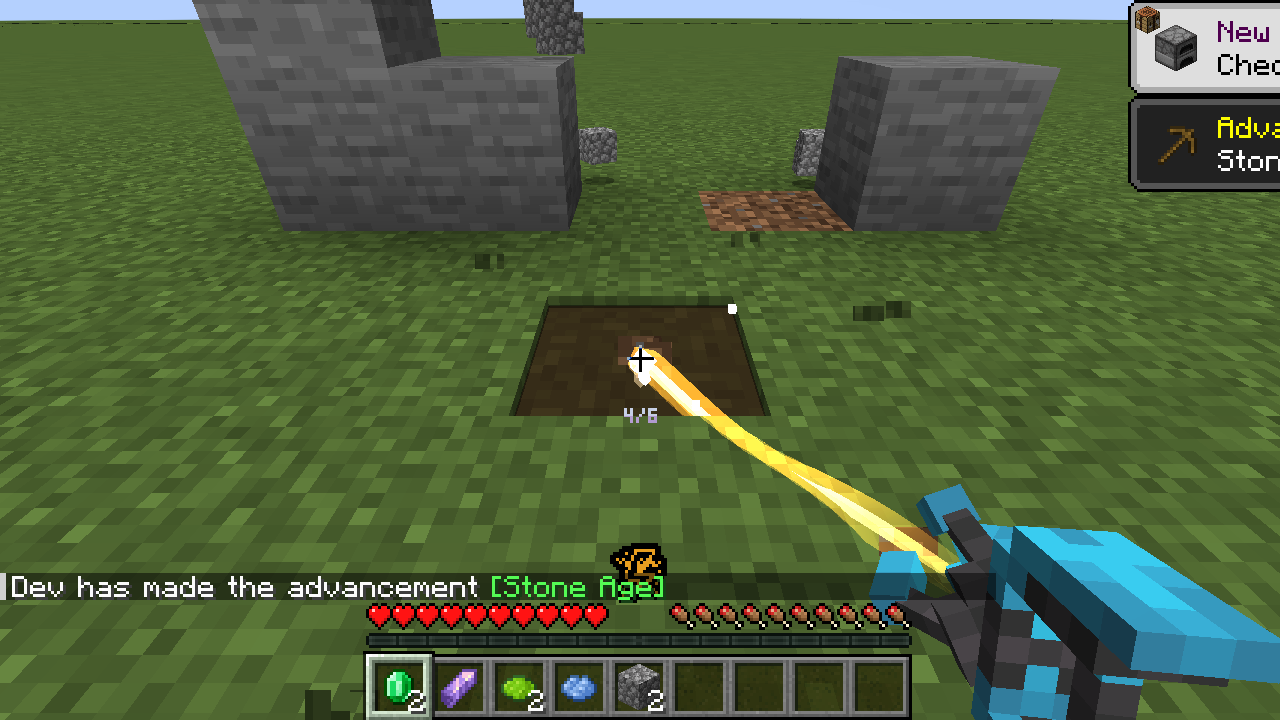 New
Chec
Adva
Ston
4/6
Dev has made the advancement [Stone Age]
2
2
2